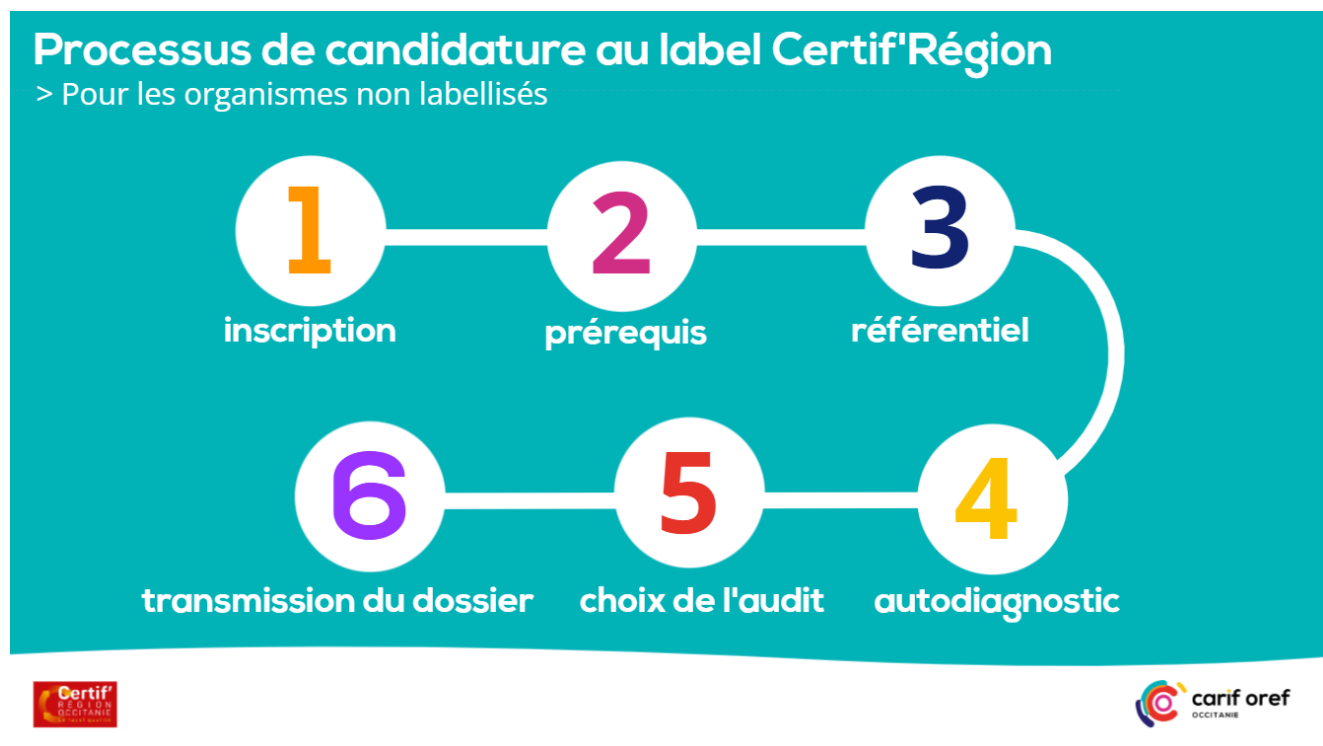 Processus de candidature au label Certif'Région
> Pour les organismes non labellisés
1
2
3
inscription
prérequis
référentiel
6
5
4
transmission du dossier
choix de l'audit
autodiagnostic
Certif'
RÉGION
OCCITANIE
carif oref
OCCITANIE